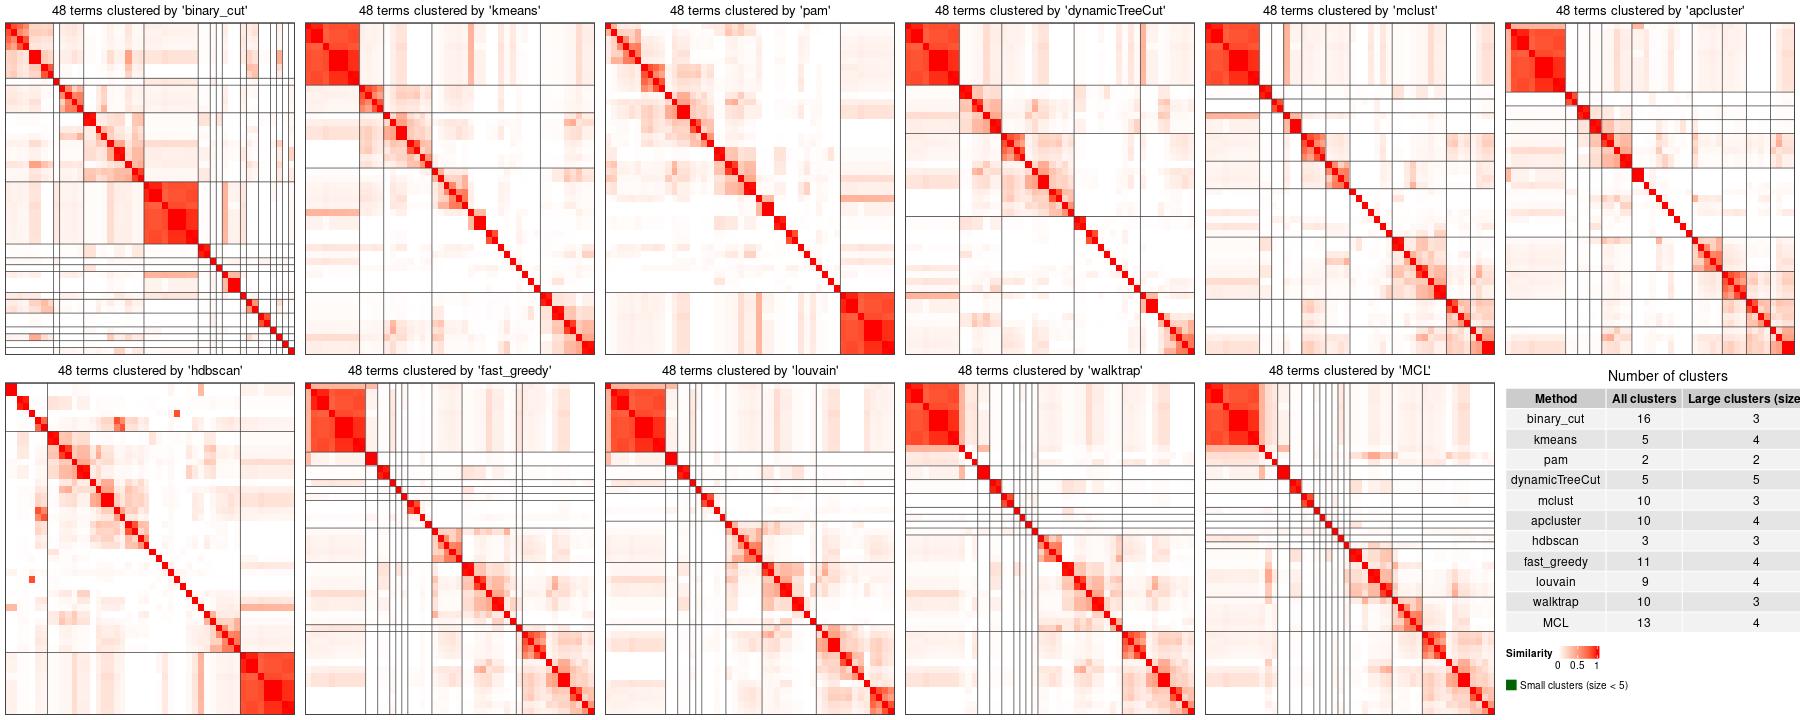 48 terms clustered by 'binary_cut'
48 terms clustered by 'kmeans'
48 terms clustered by 'pam'
48 terms clustered by 'dynamicTreeCut'
48 terms clustered by 'mclust'
48 terms clustered by 'apcluster'
48 terms clustered by 'hdbscan'
48 terms clustered by 'fast_greedy'
48 terms clustered by 'louvain'
48 terms clustered by 'walktrap'
48 terms clustered by 'MCL'
Number of clusters
Method All clusters Large clusters (size
binary_cut 16 3
kmeans 5 4
pam 2 2
dynamicTreeCut 5 5
mclust 10 3
apcluster 10 4
hdbscan 3 3
fast_greedy 11 4
louvain 9 4
walktrap 10 3
MCL 13 4
Similarity
0 0.5 1
Small clusters (size < 5)